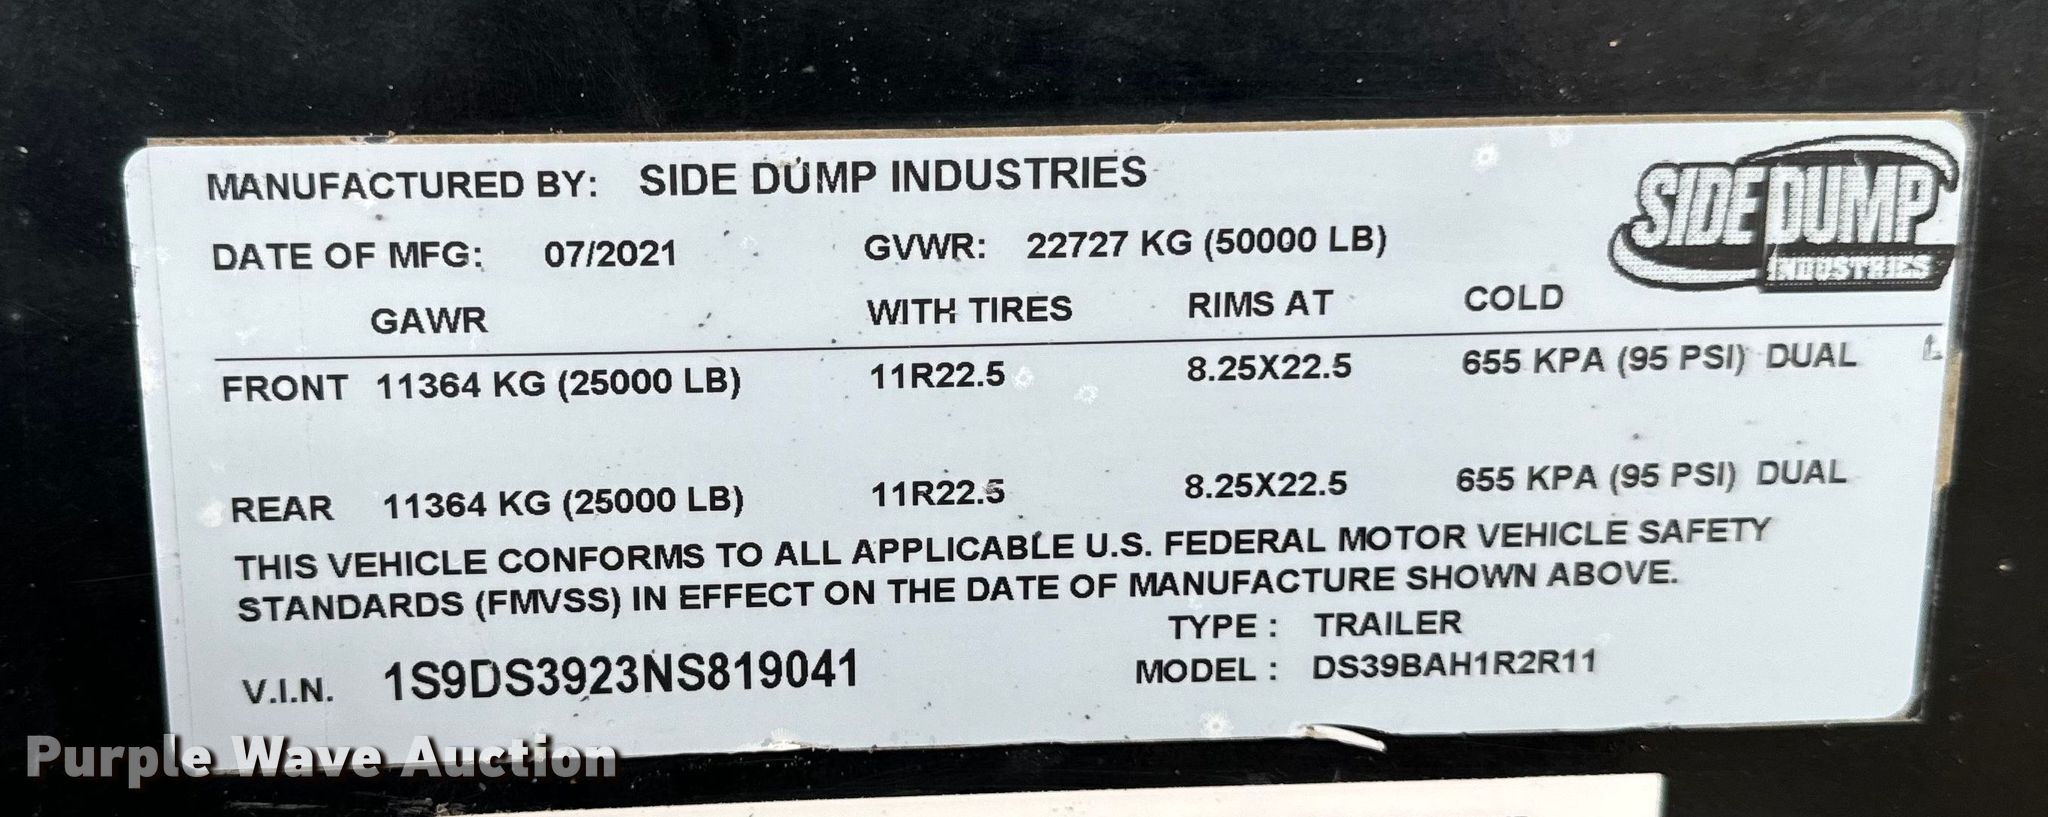 MANUFACTURED BY: SIDE DUMP INDUSTRIES
SIDE DUMP
INDUSTRIES
DATE OF MFG: 07/2021 GVWR: 22727 KG (50000 LB)
GAWR WITH TIRES RIMS AT COLD
FRONT 11364 KG (25000 LB) 11R22.5 8.25X22.5 655 KPA (95 PSI) DUAL
REAR 11364 KG (25000 LB) 11R22.5 8.25X22.5 655 KPA (95 PSI) DUAL
THIS VEHICLE CONFORMS TO ALL APPLICABLE U.S. FEDERAL MOTOR VEHICLE SAFETY
STANDARDS (FMVSS) IN EFFECT ON THE DATE OF MANUFACTURE SHOWN ABOVE.
TYPE : TRAILER
V.I.N. 1S9DS3923NS819041 MODEL : DS39BAH1R2R11
Purple Wave Auction